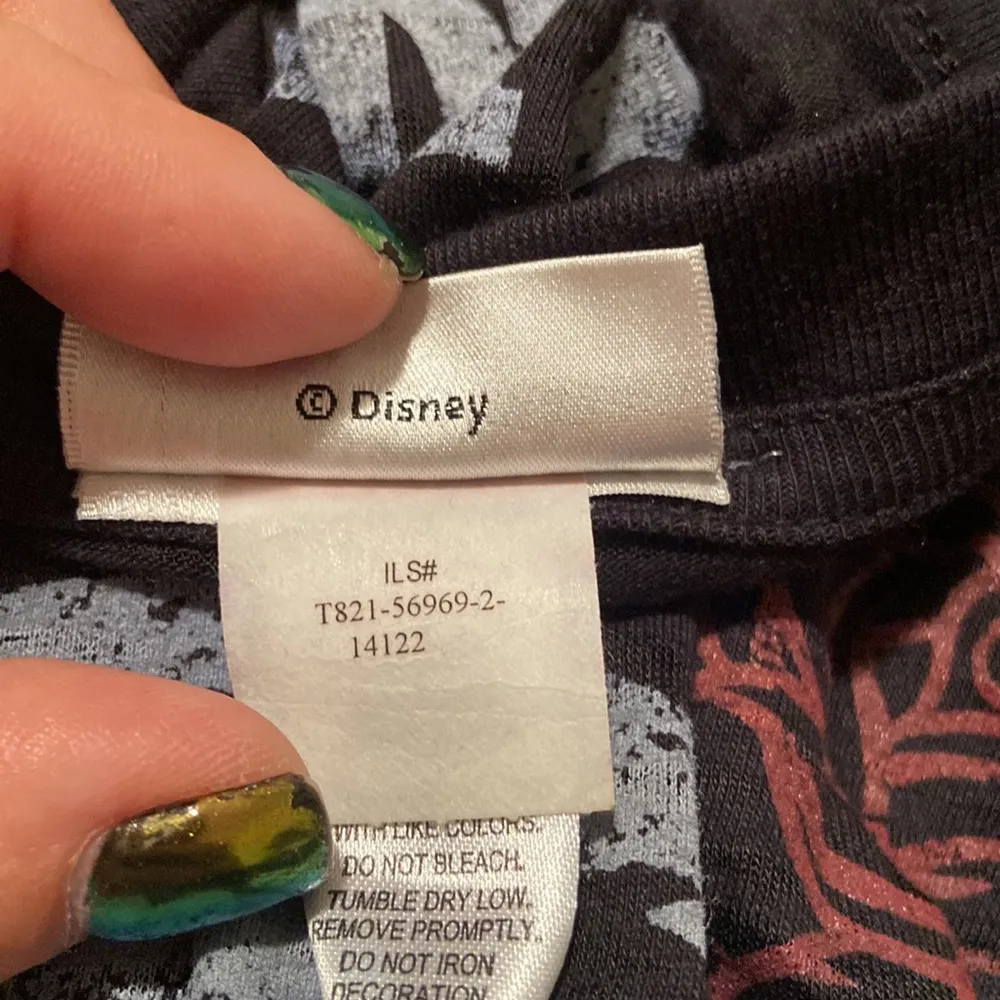 © Disney
ILS#
T821-56969-2-
14122
WITH LIKE COLORS.
DO NOT BLEACH.
TUMBLE DRY LOW.
REMOVE PROMPTLY.
DO NOT IRON
DECORATION.